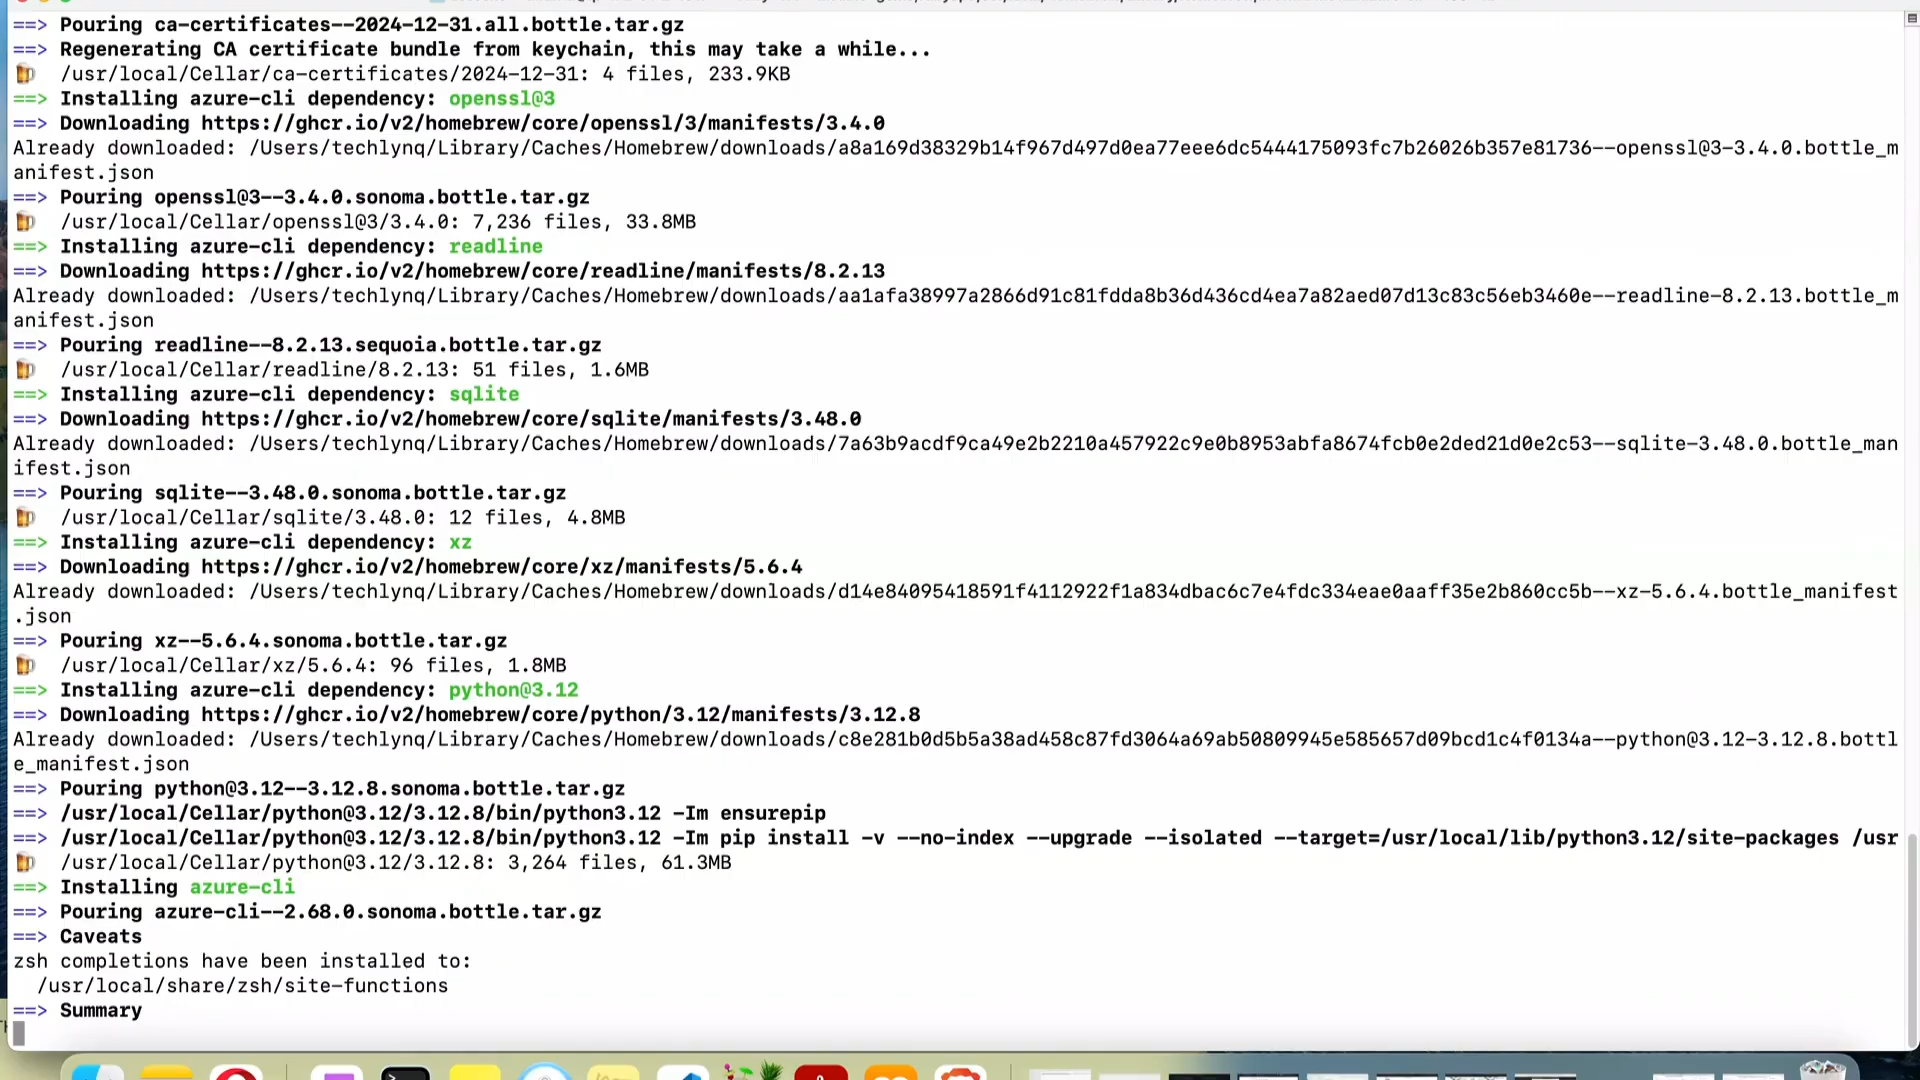 ==> Pouring ca-certificates--2024-12-31.all.bottle.tar.gz
==> Regenerating CA certificate bundle from keychain, this may take a while...
/usr/local/Cellar/ca-certificates/2024-12-31: 4 files, 233.9KB
==> Installing azure-cli dependency: openssl@3
==> Downloading https://ghcr.io/v2/homebrew/core/openssl/3/manifests/3.4.0
Already downloaded: /Users/techlynq/Library/Caches/Homebrew/downloads/a8a169d38329b14f967d497d0ea77eee6dc5444175093fc7b26026b357e81736--openssl@3-3.4.0.bottle_m
anifest.json
==> Pouring openssl@3--3.4.0.sonoma.bottle.tar.gz
/usr/local/Cellar/openssl@3/3.4.0: 7,236 files, 33.8MB
==> Installing azure-cli dependency: readline
==> Downloading https://ghcr.io/v2/homebrew/core/readline/manifests/8.2.13
Already downloaded: /Users/techlynq/Library/Caches/Homebrew/downloads/aa1afa38997a2866d91c81fdda8b36d436cd4ea7a82aed07d13c83c56eb3460e--readline-8.2.13.bottle_m
anifest.json
==> Pouring readline--8.2.13.sequoia.bottle.tar.gz
/usr/local/Cellar/readline/8.2.13: 51 files, 1.6MB
==> Installing azure-cli dependency: sqlite
==> Downloading https://ghcr.io/v2/homebrew/core/sqlite/manifests/3.48.0
Already downloaded: /Users/techlynq/Library/Caches/Homebrew/downloads/7a63b9acdf9ca49e2b2210a457922c9e0b8953abfa8674fcb0e2ded21d0e2c53--sqlite-3.48.0.bottle_man
ifest.json
==> Pouring sqlite--3.48.0.sonoma.bottle.tar.gz
/usr/local/Cellar/sqlite/3.48.0: 12 files, 4.8MB
==> Installing azure-cli dependency: xz
==> Downloading https://ghcr.io/v2/homebrew/core/xz/manifests/5.6.4
Already downloaded: /Users/techlynq/Library/Caches/Homebrew/downloads/d14e84095418591f4112922f1a834dbac6c7e4fdc334eae0aaff35e2b860cc5b--xz-5.6.4.bottle_manifest
.json
==> Pouring xz--5.6.4.sonoma.bottle.tar.gz
/usr/local/Cellar/xz/5.6.4: 96 files, 1.8MB
==> Installing azure-cli dependency: python@3.12
==> Downloading https://ghcr.io/v2/homebrew/core/python/3.12/manifests/3.12.8
Already downloaded: /Users/techlynq/Library/Caches/Homebrew/downloads/c8e281b0d5b5a38ad458c87fd3064a69ab50809945e585657d09bcd1c4f0134a--python@3.12-3.12.8.bottl
e_manifest.json
==> Pouring python@3.12--3.12.8.sonoma.bottle.tar.gz
==> /usr/local/Cellar/python@3.12/3.12.8/bin/python3.12 -Im ensurepip
==> /usr/local/Cellar/python@3.12/3.12.8/bin/python3.12 -Im pip install -v --no-index --upgrade --isolated --target=/usr/local/lib/python3.12/site-packages /usr
/usr/local/Cellar/python@3.12/3.12.8: 3,264 files, 61.3MB
==> Installing azure-cli
==> Pouring azure-cli--2.68.0.sonoma.bottle.tar.gz
==> Caveats
zsh completions have been installed to:
/usr/local/share/zsh/site-functions
==> Summary